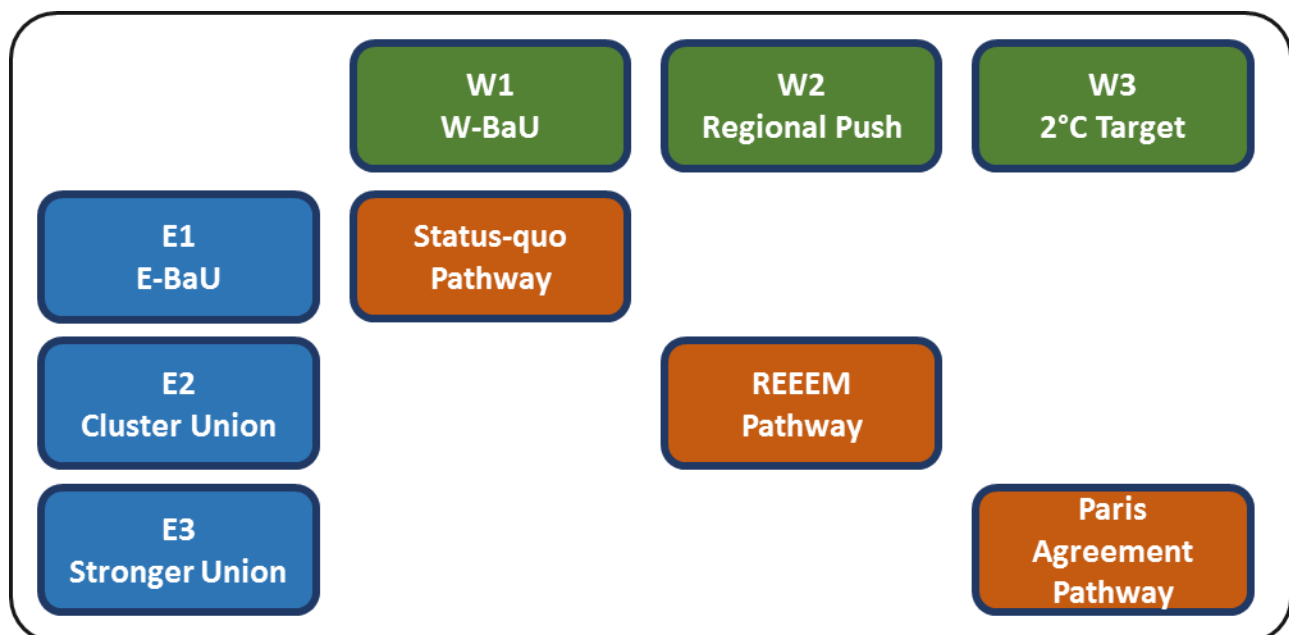 W1
W-BaU
W2
Regional Push
W3
2°C Target
E1
E-BaU
Status-quo
Pathway
E2
Cluster Union
REEEM
Pathway
E3
Stronger Union
Paris
Agreement
Pathway